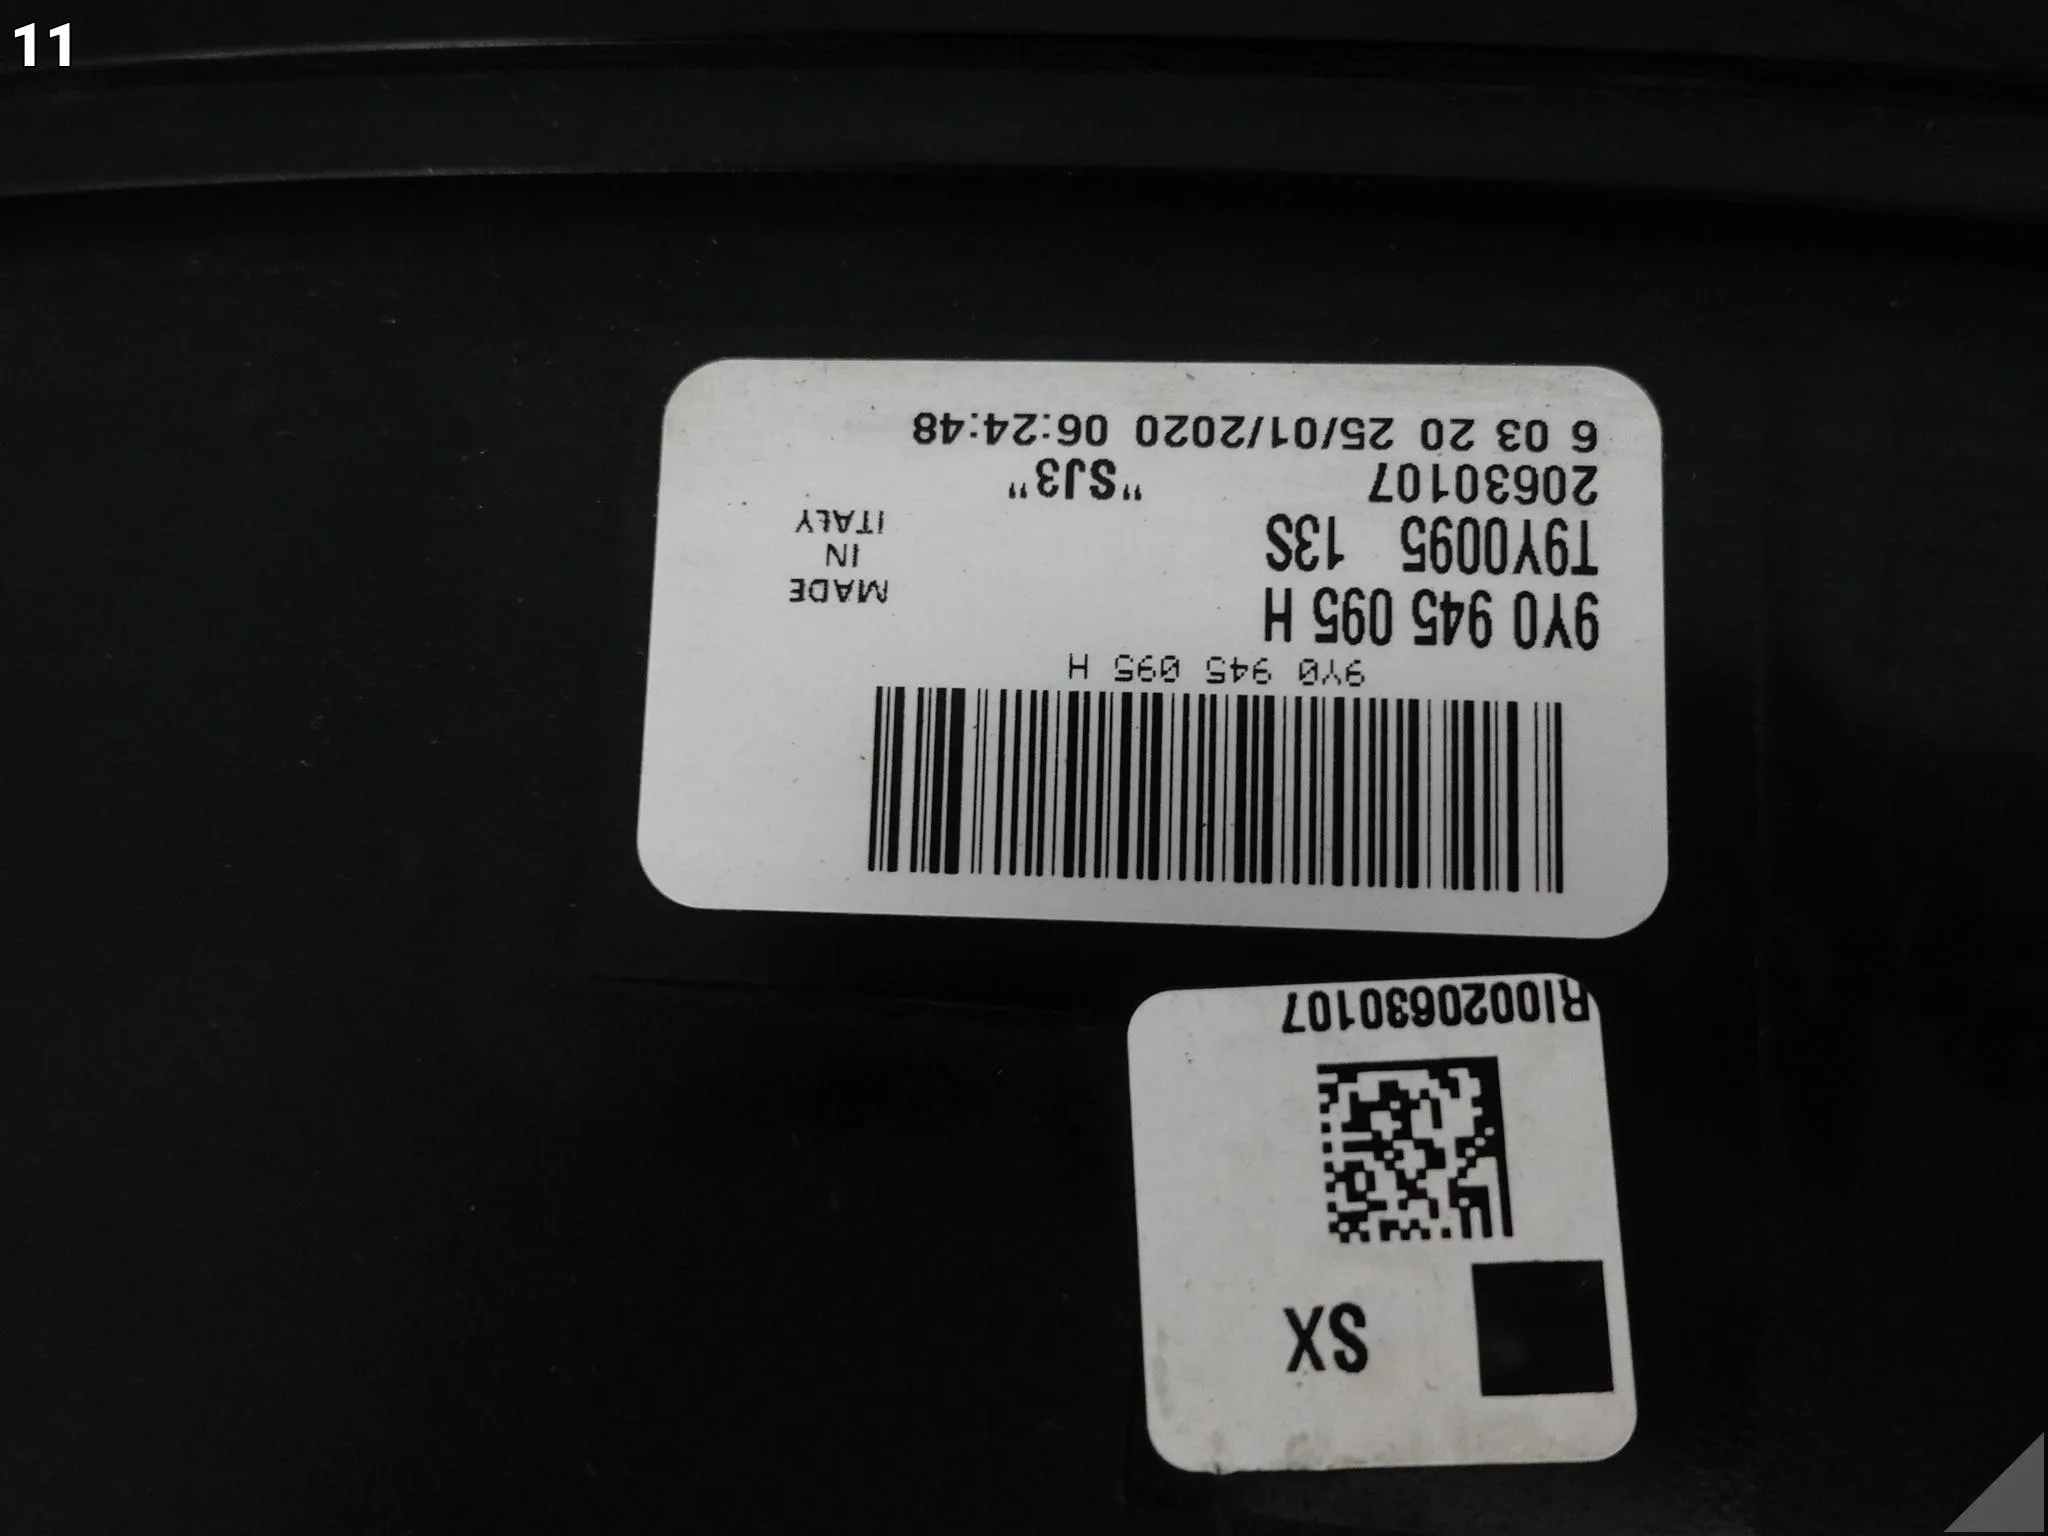 11
SX
RI0020630107
9Y0 945 095 H
9Y0 945 095 H
MADE
IN
ITALY
T9Y0095 13S
20630107 "SJ3"
6 03 20 25/01/2020 06:24:48